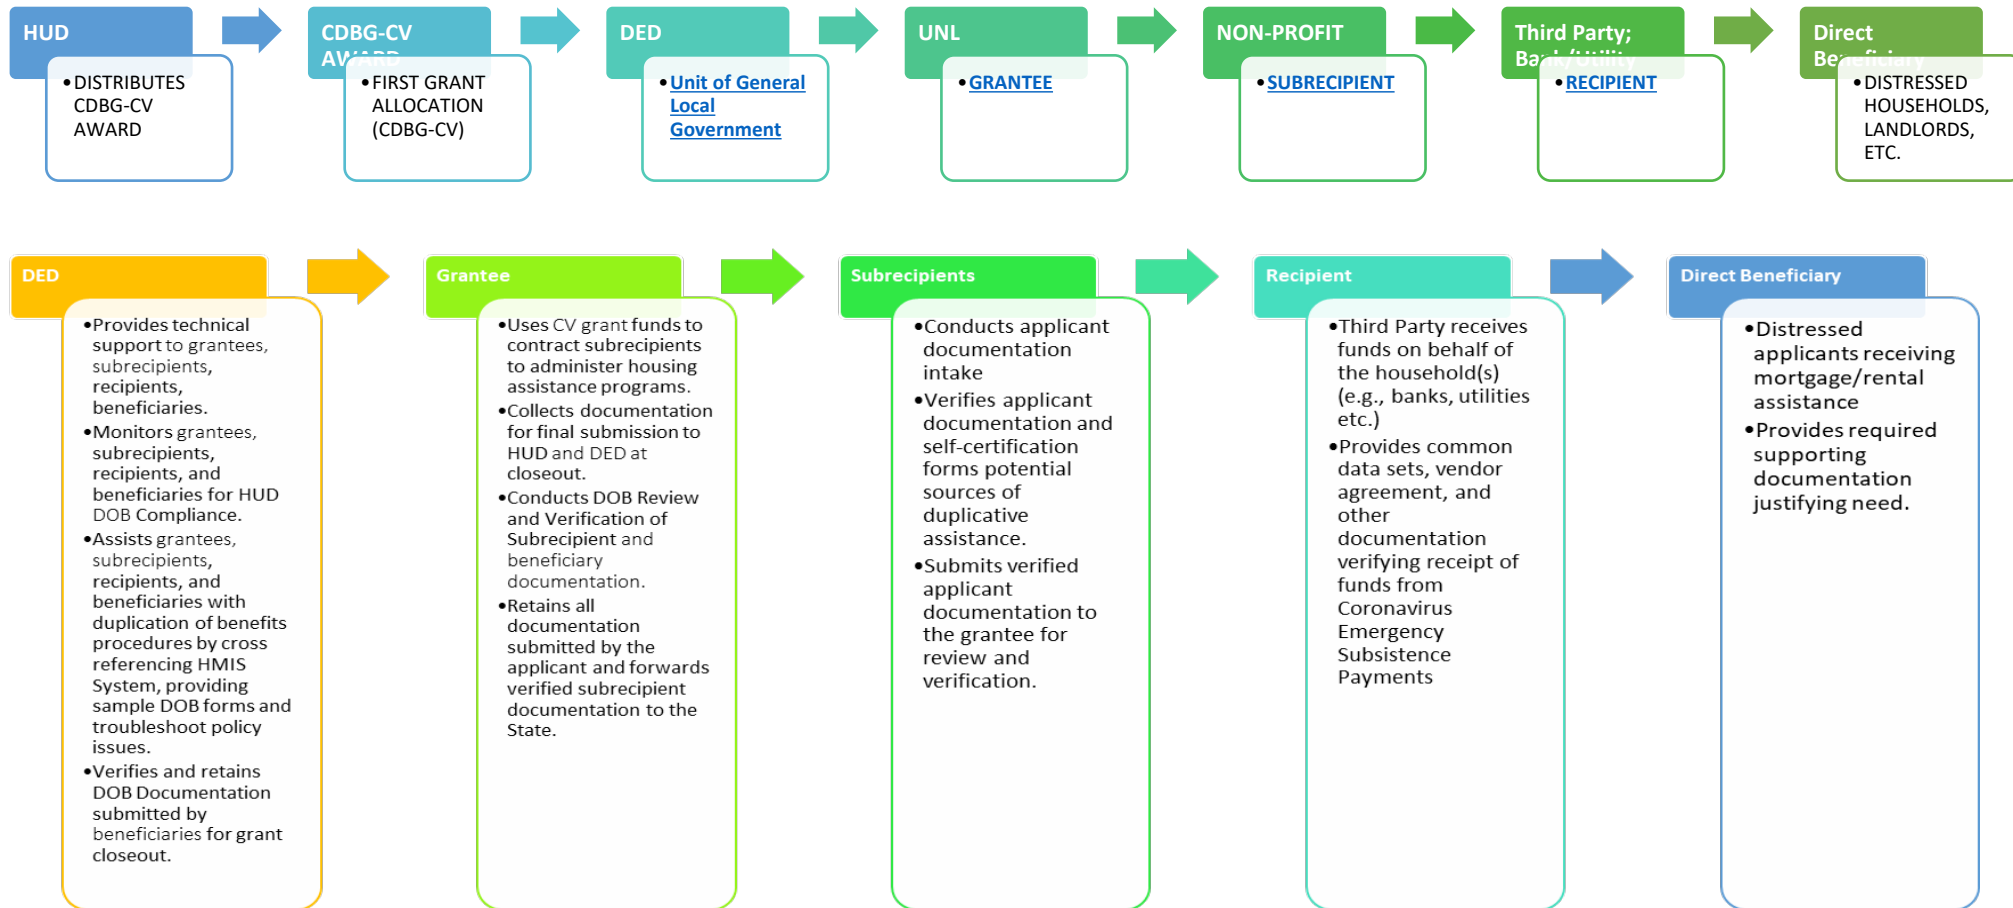 HUD
•DISTRIBUTES
CDBG-CV
AWARD
CDBG-CV
AWARD
•FIRST GRANT
ALLOCATION
(CDBG-CV)
DED
•Unit of General
Local
Government
UNL
•GRANTEE
NON-PROFIT
•SUBRECIPIENT
Third Party;
Bank/Utility
•RECIPIENT
Direct
Beneficiary
•DISTRESSED
HOUSEHOLDS,
LANDLORDS,
ETC.
DED
•Provides technical
support to grantees,
subrecipients,
recipients,
beneficiaries.
•Monitors grantees,
subrecipients,
recipients, and
beneficiaries for HUD
DOB Compliance.
•Assists grantees,
subrecipients,
recipients, and
beneficiaries with
duplication of benefits
procedures by cross
referencing HMIS
System, providing
sample DOB forms and
troubleshoot policy
issues.
•Verifies and retains
DOB Documentation
submitted by
beneficiaries for grant
closeout.
Grantee
•Uses CV grant funds to
contract subrecipients
to administer housing
assistance programs.
•Collects documentation
for final submission to
HUD and DED at
closeout.
•Conducts DOB Review
and Verification of
Subrecipient and
beneficiary
documentation.
•Retains all
documentation
submitted by the
applicant and forwards
verified subrecipient
documentation to the
State.
Subrecipients
•Conducts applicant
documentation
intake
•Verifies applicant
documentation and
self-certification
forms potential
sources of
duplicative
assistance.
•Submits verified
applicant
documentation to
the grantee for
review and
verification.
Recipient
•Third Party receives
funds on behalf of
the household(s)
(e.g., banks, utilities
etc.)
•Provides common
data sets, vendor
agreement, and
other
documentation
verifying receipt of
funds from
Coronavirus
Emergency
Subsistence
Payments
Direct Beneficiary
•Distressed
applicants receiving
mortgage/rental
assistance
•Provides required
supporting
documentation
justifying need.